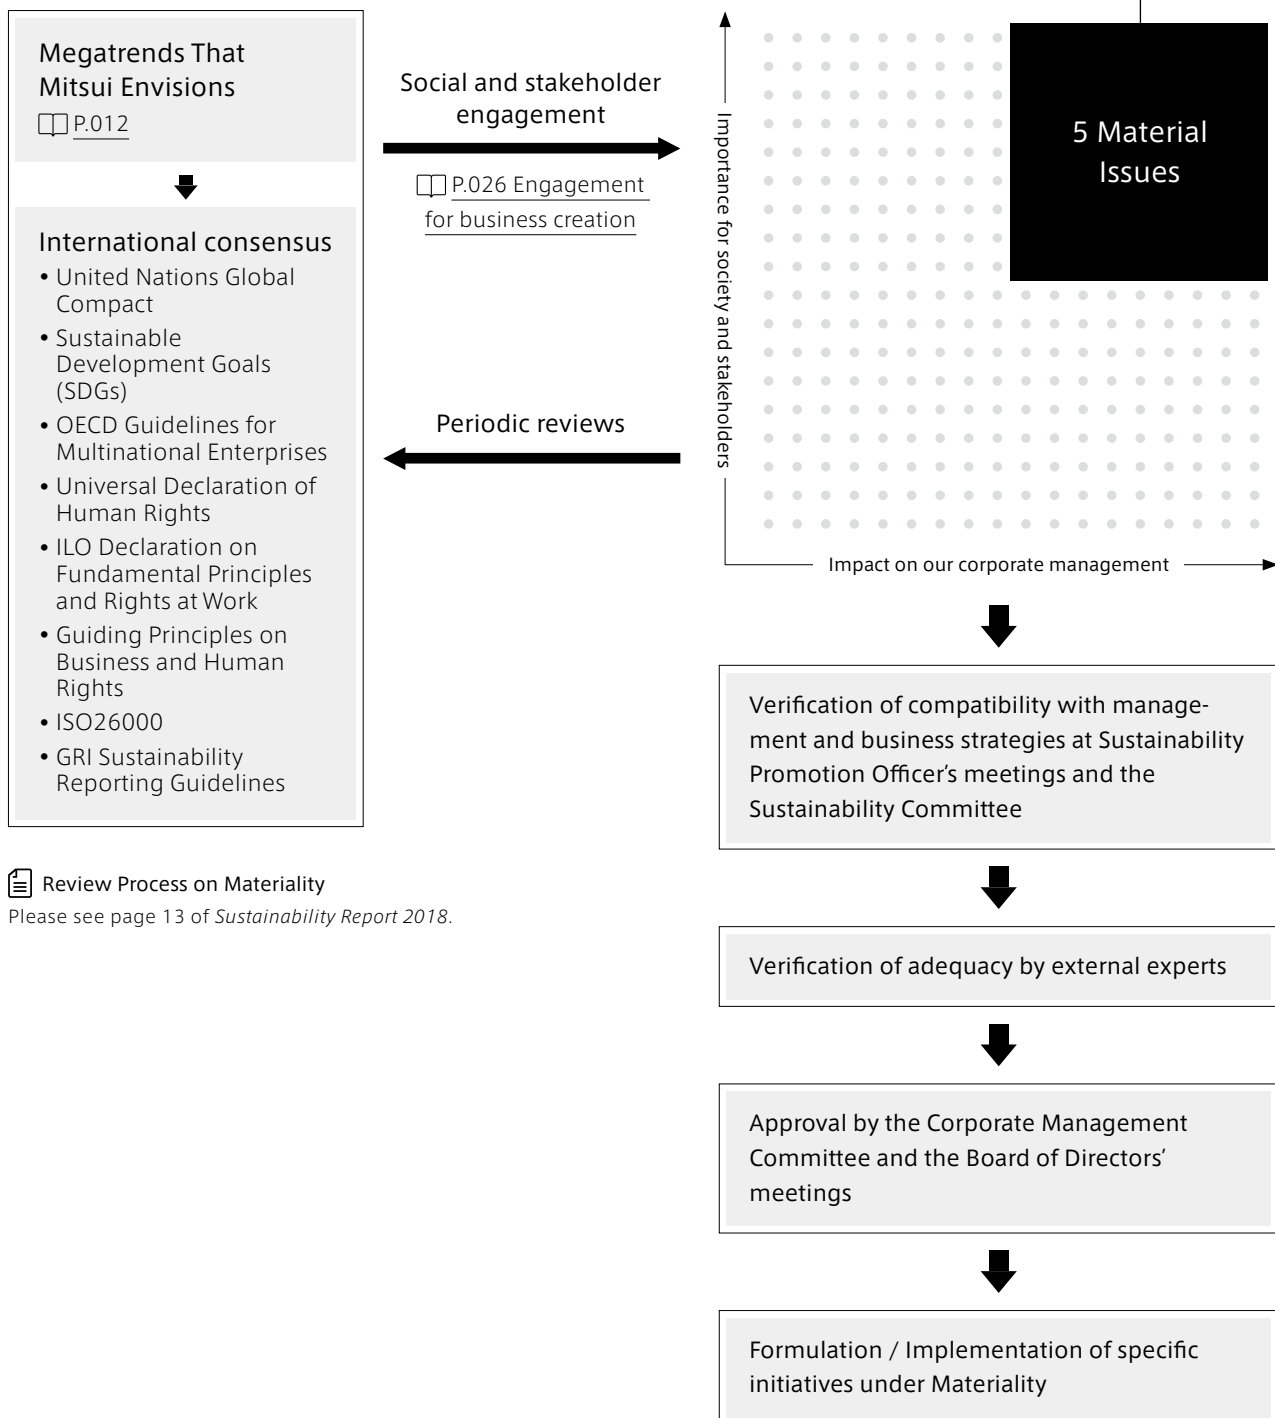 Megatrends That
Mitsui Envisions
P.012
International consensus
• United Nations Global
Compact
• Sustainable
Development Goals
(SDGs)
• OECD Guidelines for
Multinational Enterprises
• Universal Declaration of
Human Rights
• ILO Declaration on
Fundamental Principles
and Rights at Work
• Guiding Principles on
Business and Human
Rights
• ISO26000
• GRI Sustainability
Reporting Guidelines
Review Process on Materiality
Please see page 13 of Sustainability Report 2018.
Social and stakeholder
engagement
P.026 Engagement
for business creation
Periodic reviews
Importance for society and stakeholders
5 Material
Issues
Impact on our corporate management
Verification of compatibility with manage-
ment and business strategies at Sustainability
Promotion Officer's meetings and the
Sustainability Committee
Verification of adequacy by external experts
Approval by the Corporate Management
Committee and the Board of Directors’
meetings
Formulation / Implementation of specific
initiatives under Materiality